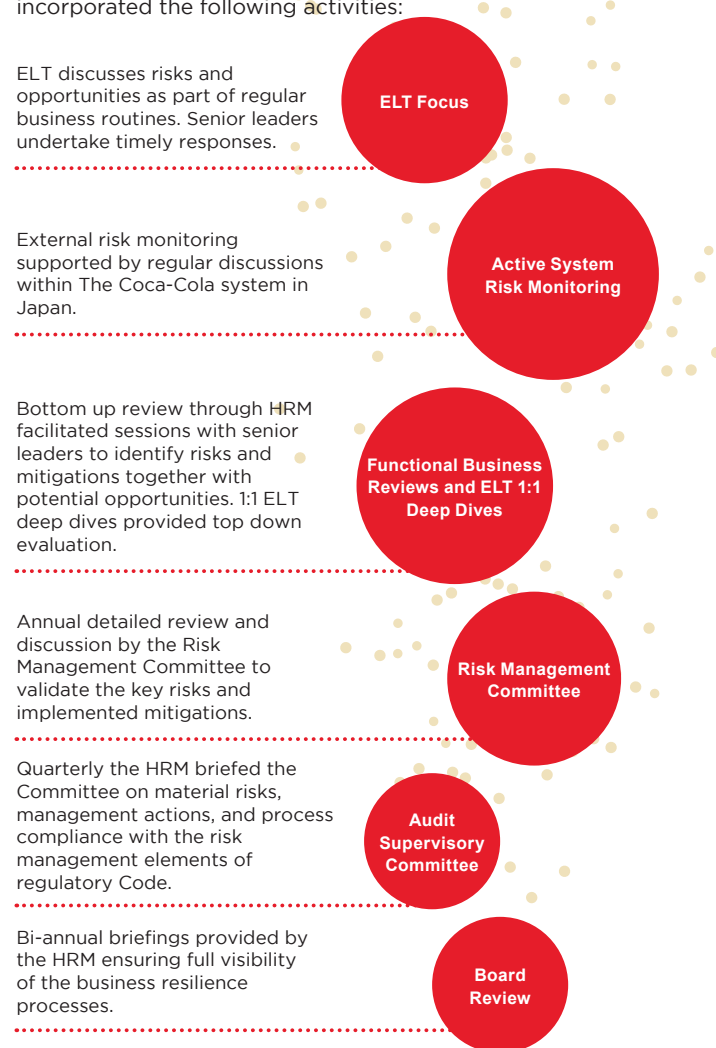 incorporated the following activities:
ELT discusses risks and
opportunities as part of regular
business routines. Senior leaders
undertake timely responses.
ELT Focus
External risk monitoring
supported by regular discussions
within The Coca-Cola system in
Japan.
Active System
Risk Monitoring
Bottom up review through HRM
facilitated sessions with senior
leaders to identify risks and
mitigations together with
potential opportunities. 1:1 ELT
deep dives provided top down
evaluation.
Functional Business
Reviews and ELT 1:1
Deep Dives
Annual detailed review and
discussion by the Risk
Management Committee to
validate the key risks and
implemented mitigations.
Risk Management
Committee
Quarterly the HRM briefed the
Committee on material risks,
management actions, and process
compliance with the risk
management elements of
regulatory Code.
Audit
Supervisory
Committee
Bi-annual briefings provided by
the HRM ensuring full visibility
of the business resilience
processes.
Board
Review